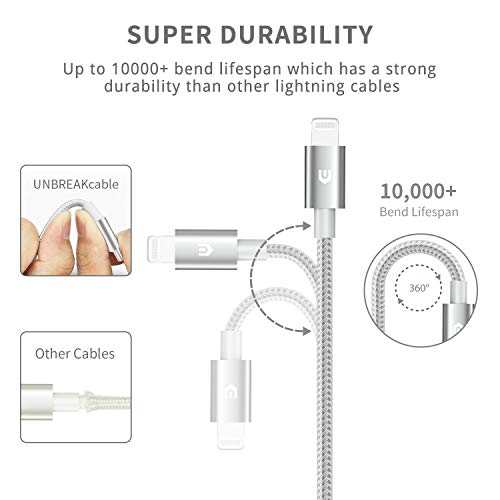 SUPER DURABILITY
Up to 10000+ bend lifespan which has a strong
durability than other lightning cables
UNBREAKcable
10,000+
Bend Lifespan
360°
Other Cables